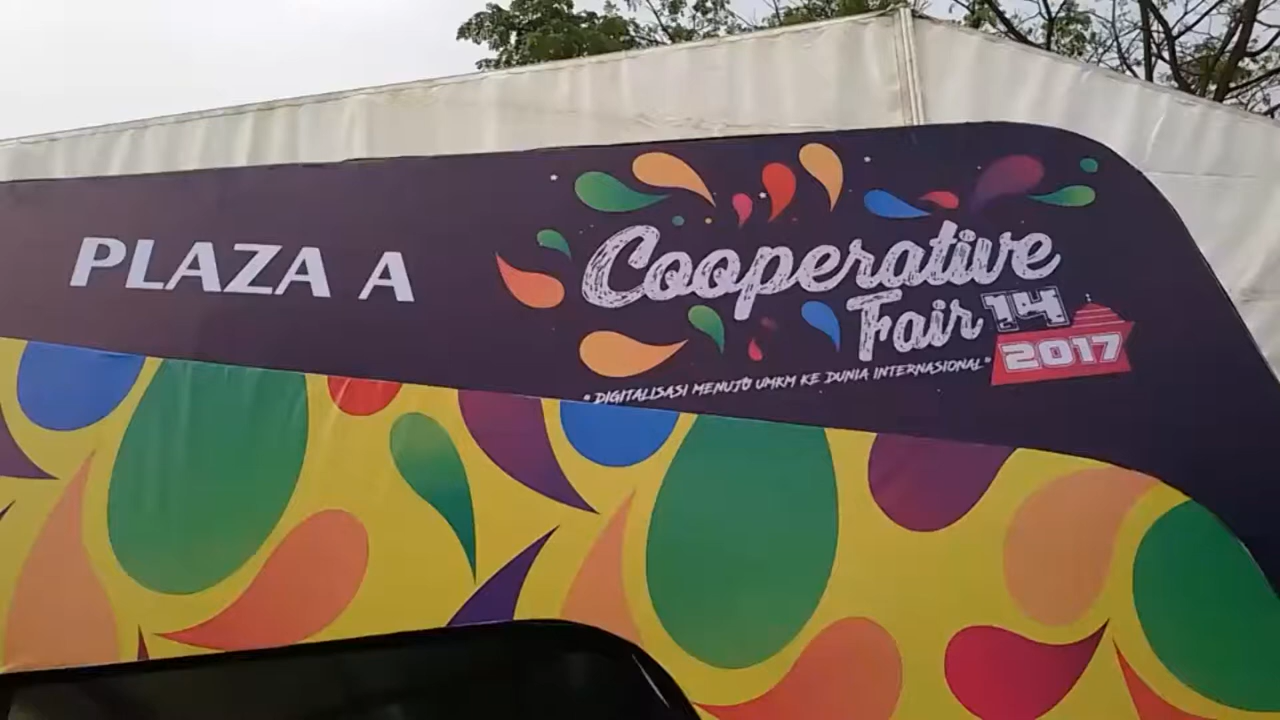 PLAZA A
Cooperative
Fair 14
2017
"DIGITALISASI MENUJU UMKM KE DUNIA INTERNASIONAL"